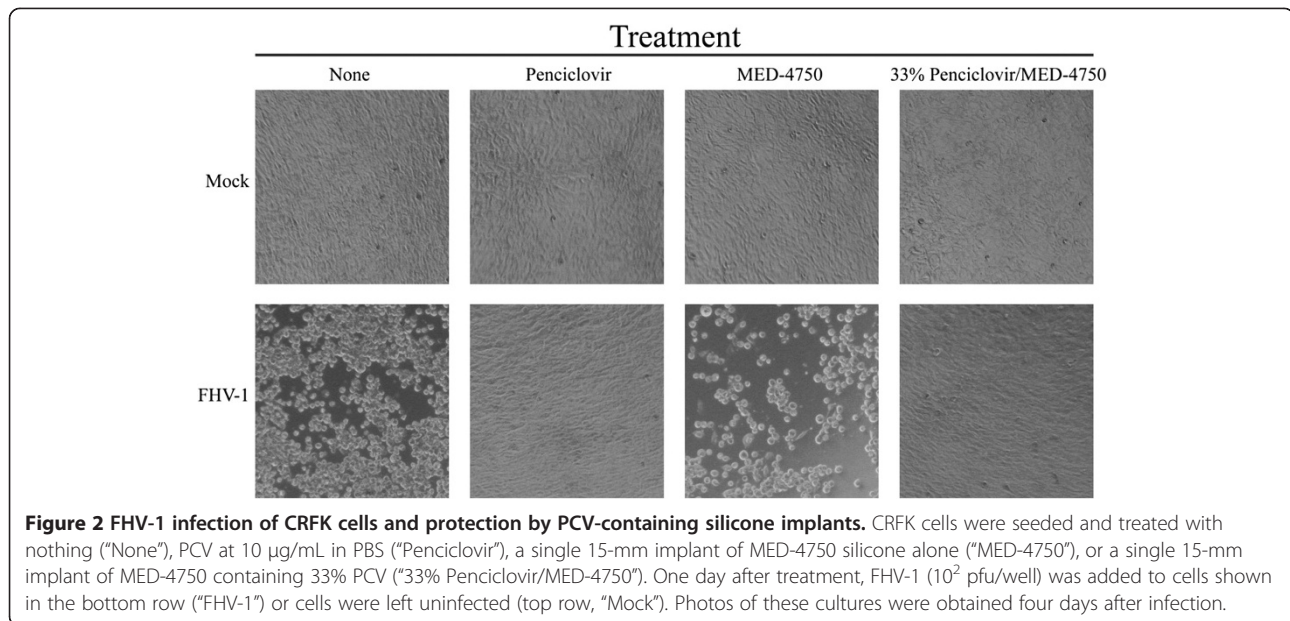 Treatment
None Penciclovir MED-4750 33% Penciclovir/MED-4750
Mock
FHV-1
Figure 2 FHV-1 infection of CRFK cells and protection by PCV-containing silicone implants. CRFK cells were seeded and treated with
nothing (“None”), PCV at 10 μg/mL in PBS (“Penciclovir”), a single 15-mm implant of MED-4750 silicone alone (“MED-4750”), or a single 15-mm
implant of MED-4750 containing 33% PCV (“33% Penciclovir/MED-4750”). One day after treatment, FHV-1 (10² pfu/well) was added to cells shown
in the bottom row (“FHV-1”) or cells were left uninfected (top row, “Mock”). Photos of these cultures were obtained four days after infection.